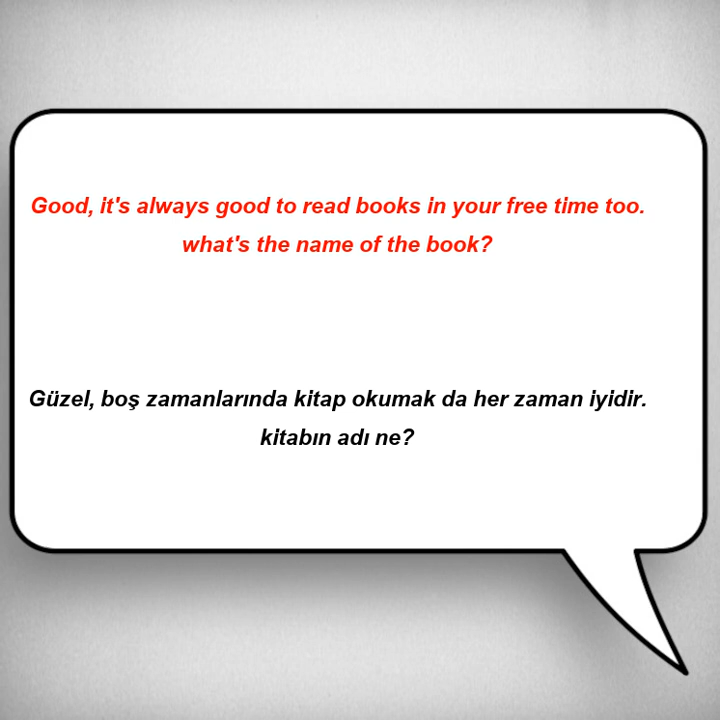 Good, it's always good to read books in your free time too.
what's the name of the book?
Güzel, boş zamanlarında kitap okumak da her zaman iyidir.
kitabın adı ne?